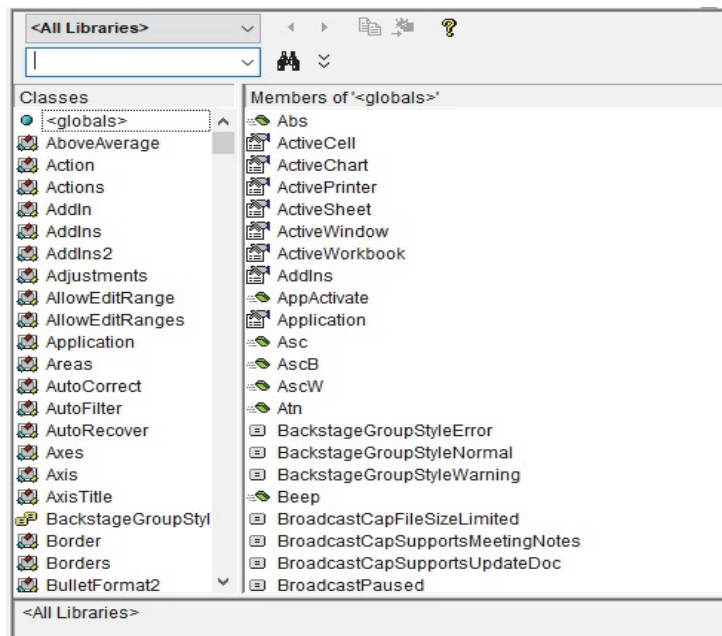 <All Libraries>
Classes
Members of '<globals>'
<globals>
AboveAverage
Action
Actions
AddIn
AddIns
AddIns2
Adjustments
AllowEditRange
AllowEditRanges
Application
Areas
AutoCorrect
AutoFilter
AutoRecover
Axes
Axis
AxisTitle
BackstageGroupStyl
Border
Borders
BulletFormat2
Abs
ActiveCell
ActiveChart
ActivePrinter
ActiveSheet
ActiveWindow
ActiveWorkbook
AddIns
AppActivate
Application
Asc
AscB
AscW
Atn
BackstageGroupStyleError
BackstageGroupStyleNormal
BackstageGroupStyleWarning
Beep
BroadcastCapFileSizeLimited
BroadcastCapSupportsMeetingNotes
BroadcastCapSupportsUpdateDoc
BroadcastPaused
<All Libraries>